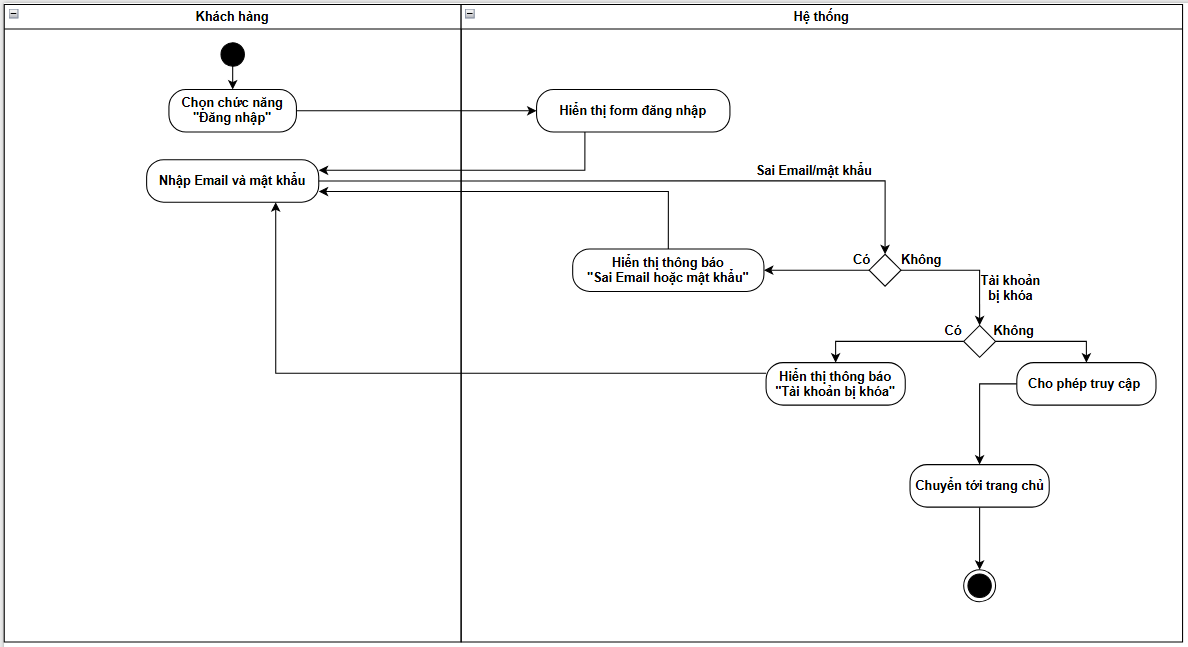 Khách hàng
Hệ thống
Chọn chức năng
"Đăng nhập"
Hiển thị form đăng nhập
Nhập Email và mật khẩu
Sai Email/mật khẩu
Có
Không
Hiển thị thông báo
"Sai Email hoặc mật khẩu"
Tài khoản
bị khóa
Có
Không
Hiển thị thông báo
"Tài khoản bị khóa"
Cho phép truy cập
Chuyển tới trang chủ